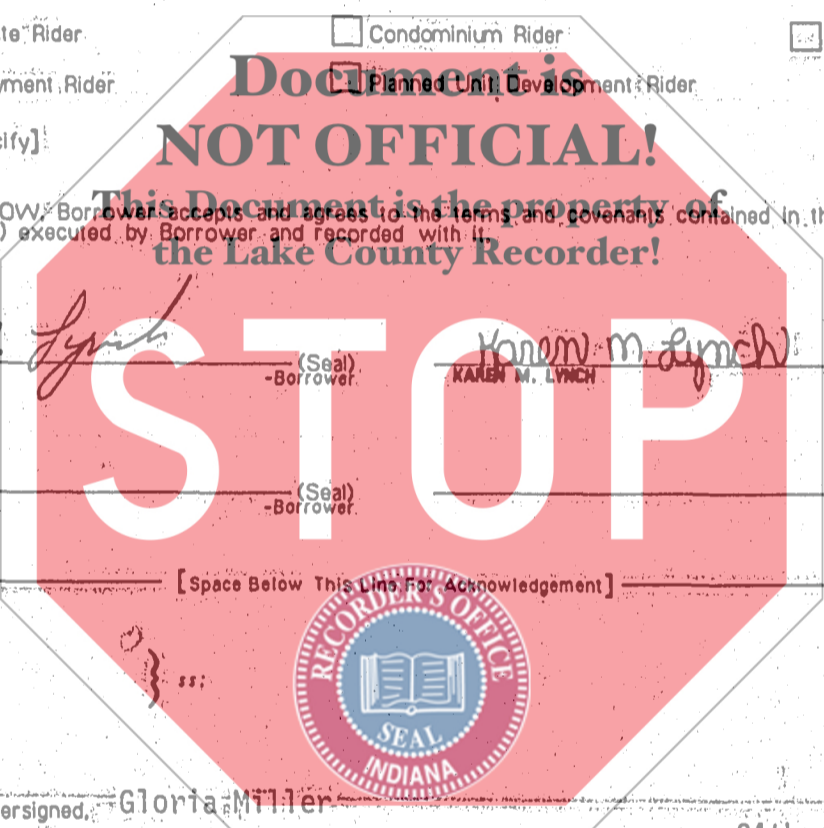 te Rider Condominium Rider
Document is
yment Rider Planned Unit Development Rider
NOT OFFICIAL!
cify]
This Document is the property of
OW, Borrower accepts and agrees to the terms and covenants contained in th
) executed by Borrower and recorded with it.
the Lake County Recorder!
STOP
Lynch (Seal) Karen M. Lynch
-Borrower KAREN M. LYNCH
(Seal)
-Borrower
[Space Below This Line For Acknowledgement]
} ss:
RECORDER'S OFFICE
SEAL
INDIANA
ersigned, Gloria Miller